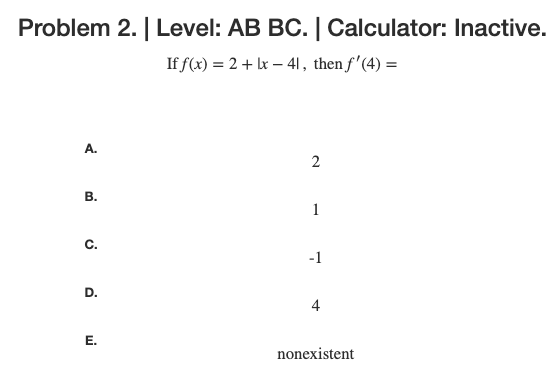 Problem 2. | Level: AB BC. | Calculator: Inactive.
If f(x) = 2 + |x − 4| , then f′(4) =
A.
2
B.
1
C.
-1
D.
4
E.
nonexistent